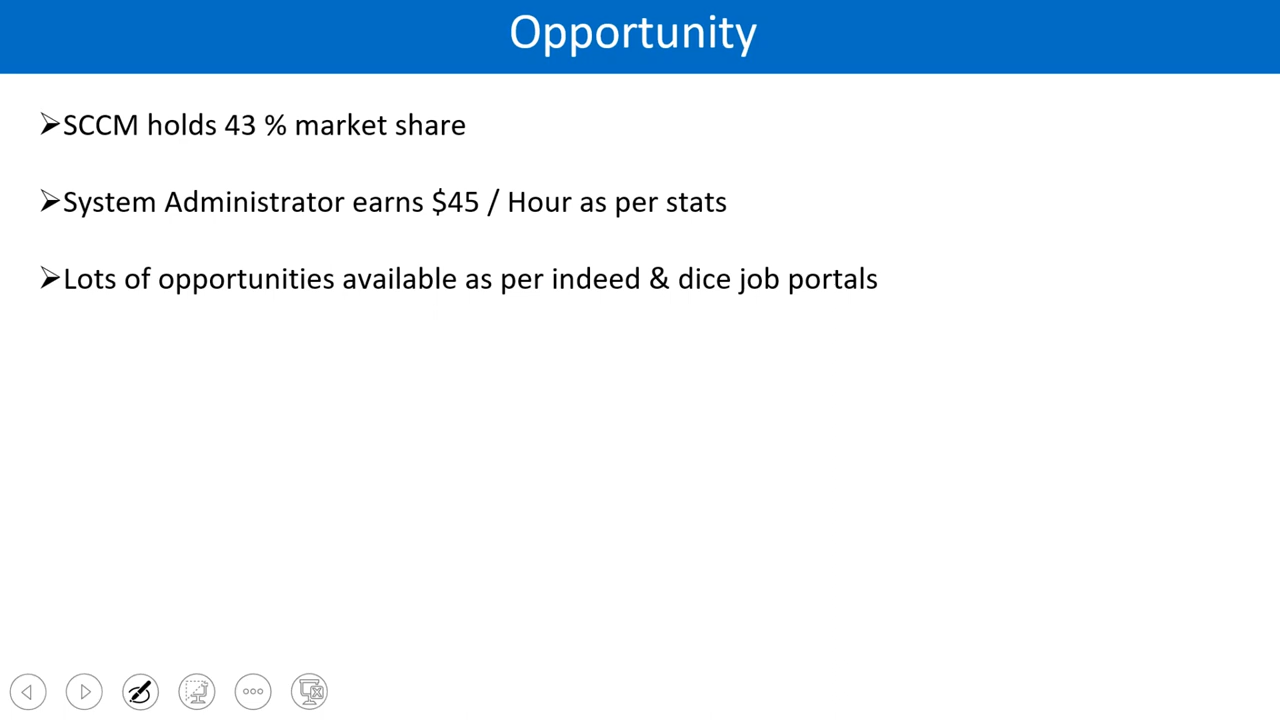 Opportunity
➢SCCM holds 43 % market share
➢System Administrator earns $45 / Hour as per stats
➢Lots of opportunities available as per indeed & dice job portals